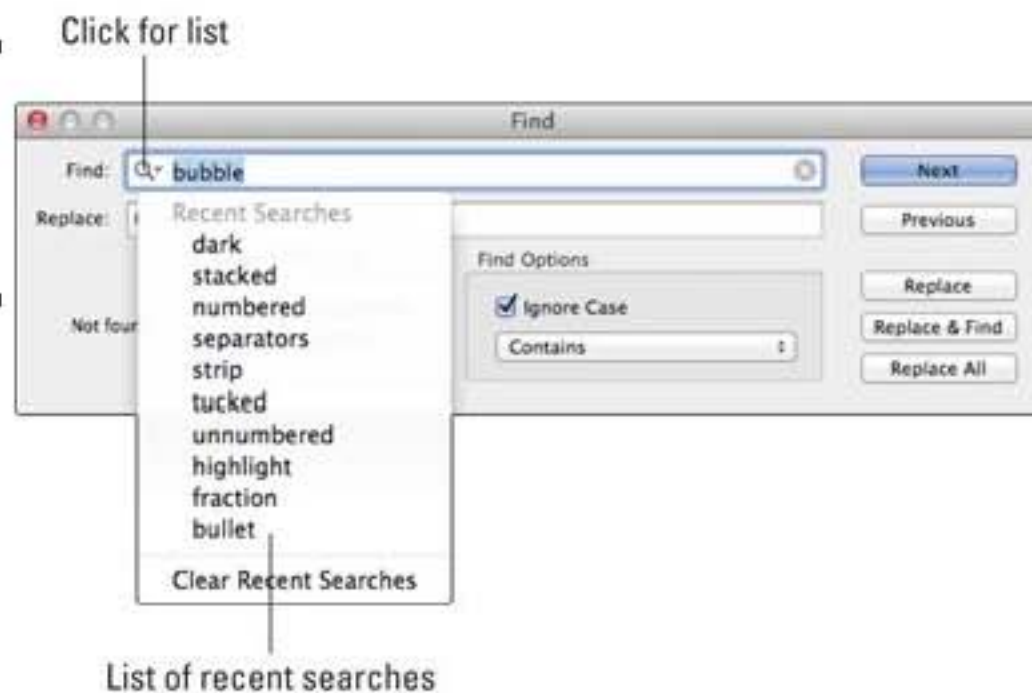 Click for list
Find
Find: bubble
Next
Replace:
Previous
Recent Searches
dark
stacked
numbered
separators
strip
tucked
unnumbered
highlight
fraction
bullet
Clear Recent Searches
Not four
Find Options
Ignore Case
Contains
Replace
Replace & Find
Replace All
List of recent searches